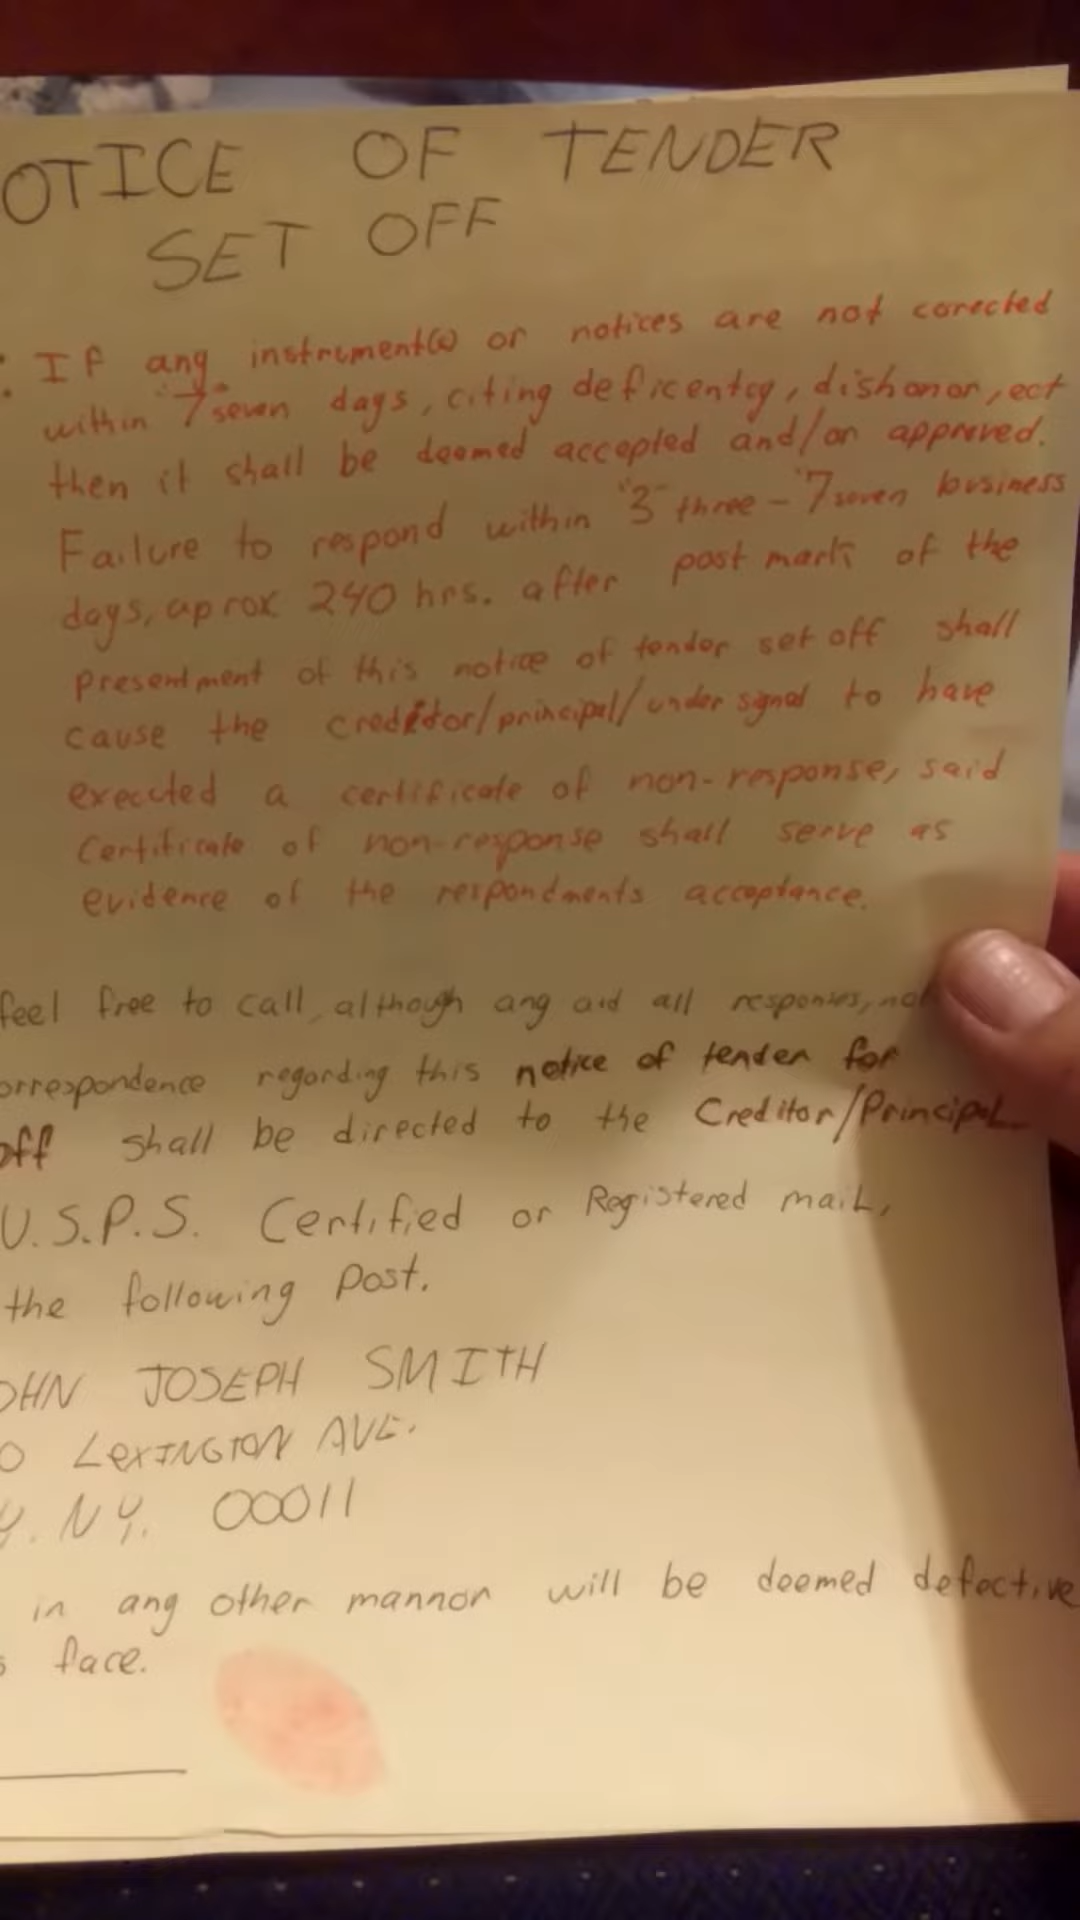 OTICE OF TENDER
SET OFF
: If any instrument(s) or notices are not corected
within "7" seven days, citing deficentcy, dishonor, ect
then it shall be deemed accepted and/or approved.
Failure to respond within "3" three - "7 seven business
days, aprox 240 hrs. after post mark of the
presentment of this notice of tender set off shall
cause the creditor/principal/under signed to have
execcted a certificate of non-response, said
Certificate of non-response shall serve as
evidence of the respondments acceptance.
feel free to call, although any and all responses, not
orrespondence regarding this notice of tender for
off shall be directed to the Creditor/Principal
U.S.P.S. Certified or Registered mail,
the following Post.
OHN JOSEPH SMITH
0 LexINGTON AVE.
Y. NY. 00011
in any other mannor will be deemed defective
s face.